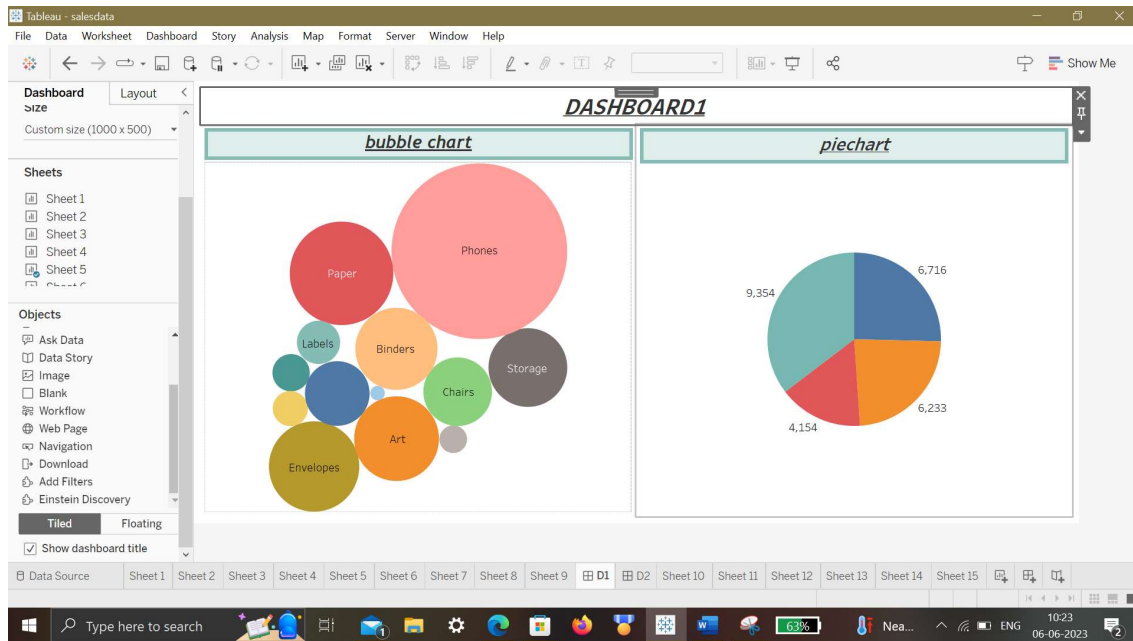 Tableau - salesdata
File Data Worksheet Dashboard Story Analysis Map Format Server Window Help
Show Me
Dashboard Layout
Size
Custom size (1000 x 500)
Sheets
Sheet 1
Sheet 2
Sheet 3
Sheet 4
Sheet 5
Objects
Ask Data
Data Story
Image
Blank
Workflow
Web Page
Navigation
Download
Add Filters
Einstein Discovery
Tiled Floating
Show dashboard title
DASHBOARD1
bubble chart
Phones
Paper
Labels
Binders
Storage
Chairs
Art
Envelopes
piechart
6,716
9,354
6,233
4,154
Data Source Sheet 1 Sheet 2 Sheet 3 Sheet 4 Sheet 5 Sheet 6 Sheet 7 Sheet 8 Sheet 9 D1 D2 Sheet 10 Sheet 11 Sheet 12 Sheet 13 Sheet 14 Sheet 15
Type here to search
63%
Nea...
ENG
10:23
06-06-2023
2